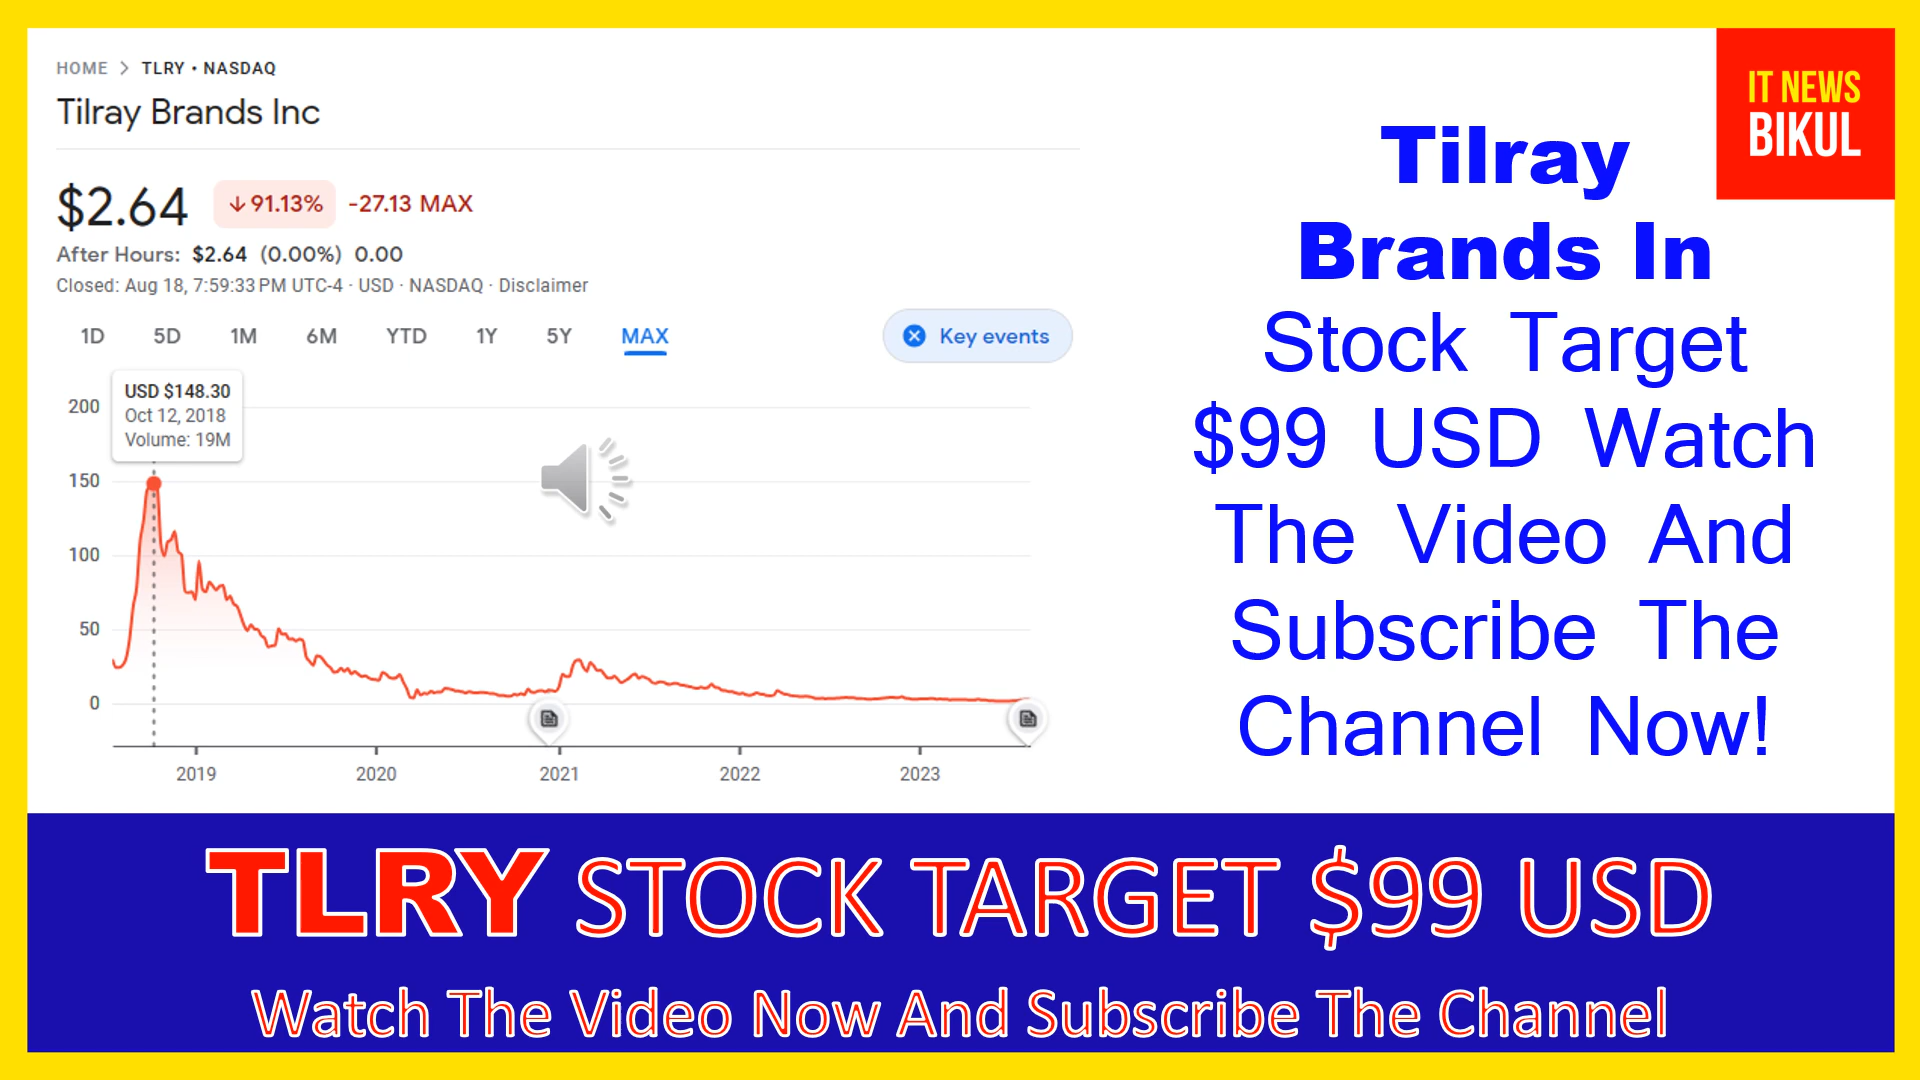 HOME > TLRY • NASDAQ
Tilray Brands Inc
$2.64 ↓ 91.13% -27.13 MAX
After Hours: $2.64 (0.00%) 0.00
Closed: Aug 18, 7:59:33 PM UTC-4 · USD · NASDAQ · Disclaimer
1D 5D 1M 6M YTD 1Y 5Y MAX Key events
USD $148.30
Oct 12, 2018
Volume: 19M
200
150
100
50
0
2019 2020 2021 2022 2023
IT NEWS
BIKUL
Tilray
Brands In
Stock Target
$99 USD Watch
The Video And
Subscribe The
Channel Now!
TLRY STOCK TARGET $99 USD
Watch The Video Now And Subscribe The Channel